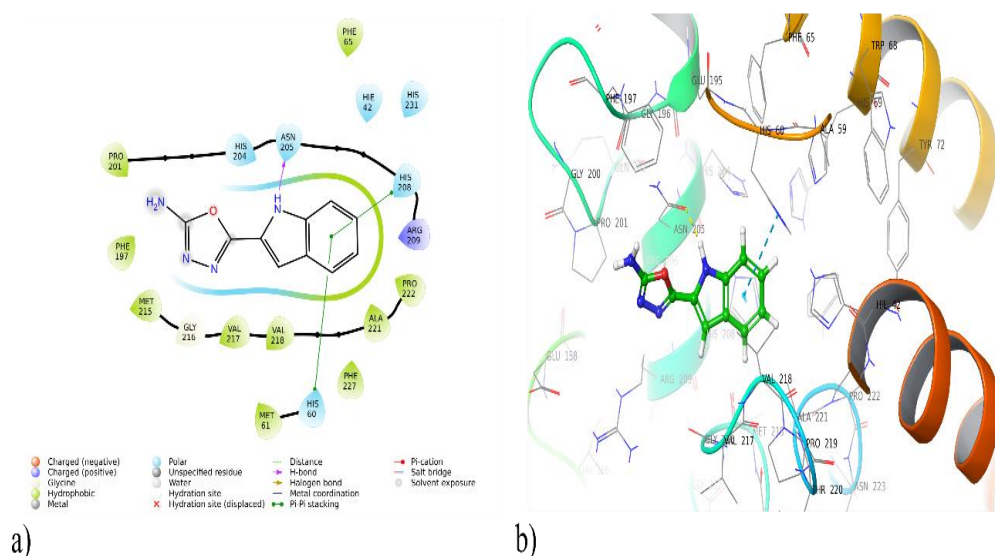 PHE 65
HIE 42
HIS 231
ASN 205
HIS 204
PRO 201
HIS 208
ARG 209
NH
H₂N
O
N
N
PHE 197
MET 215
GLY 216
VAL 217
VAL 218
ALA 221
PRO 222
PHE 227
HIS 60
MET 61
Charged (negative)
Charged (positive)
Glycine
Hydrophobic
Metal
Polar
Unspecified residue
Water
Hydration site
Hydration site (displaced)
Distance
H-bond
Halogen bond
Metal coordination
Pi-Pi stacking
Pi-cation
Salt bridge
Solvent exposure
a)
PHE 65
TRP 68
GLU 195
PHE 197
GLY 196
HIS 60
ALA 59
TYR 72
GLY 200
PRO 201
ASN 205
HIE 42
GLU 158
ARG 209
VAL 218
PRO 222
ALA 221
VAL 217
PRO 219
THR 220
ASN 223
b)